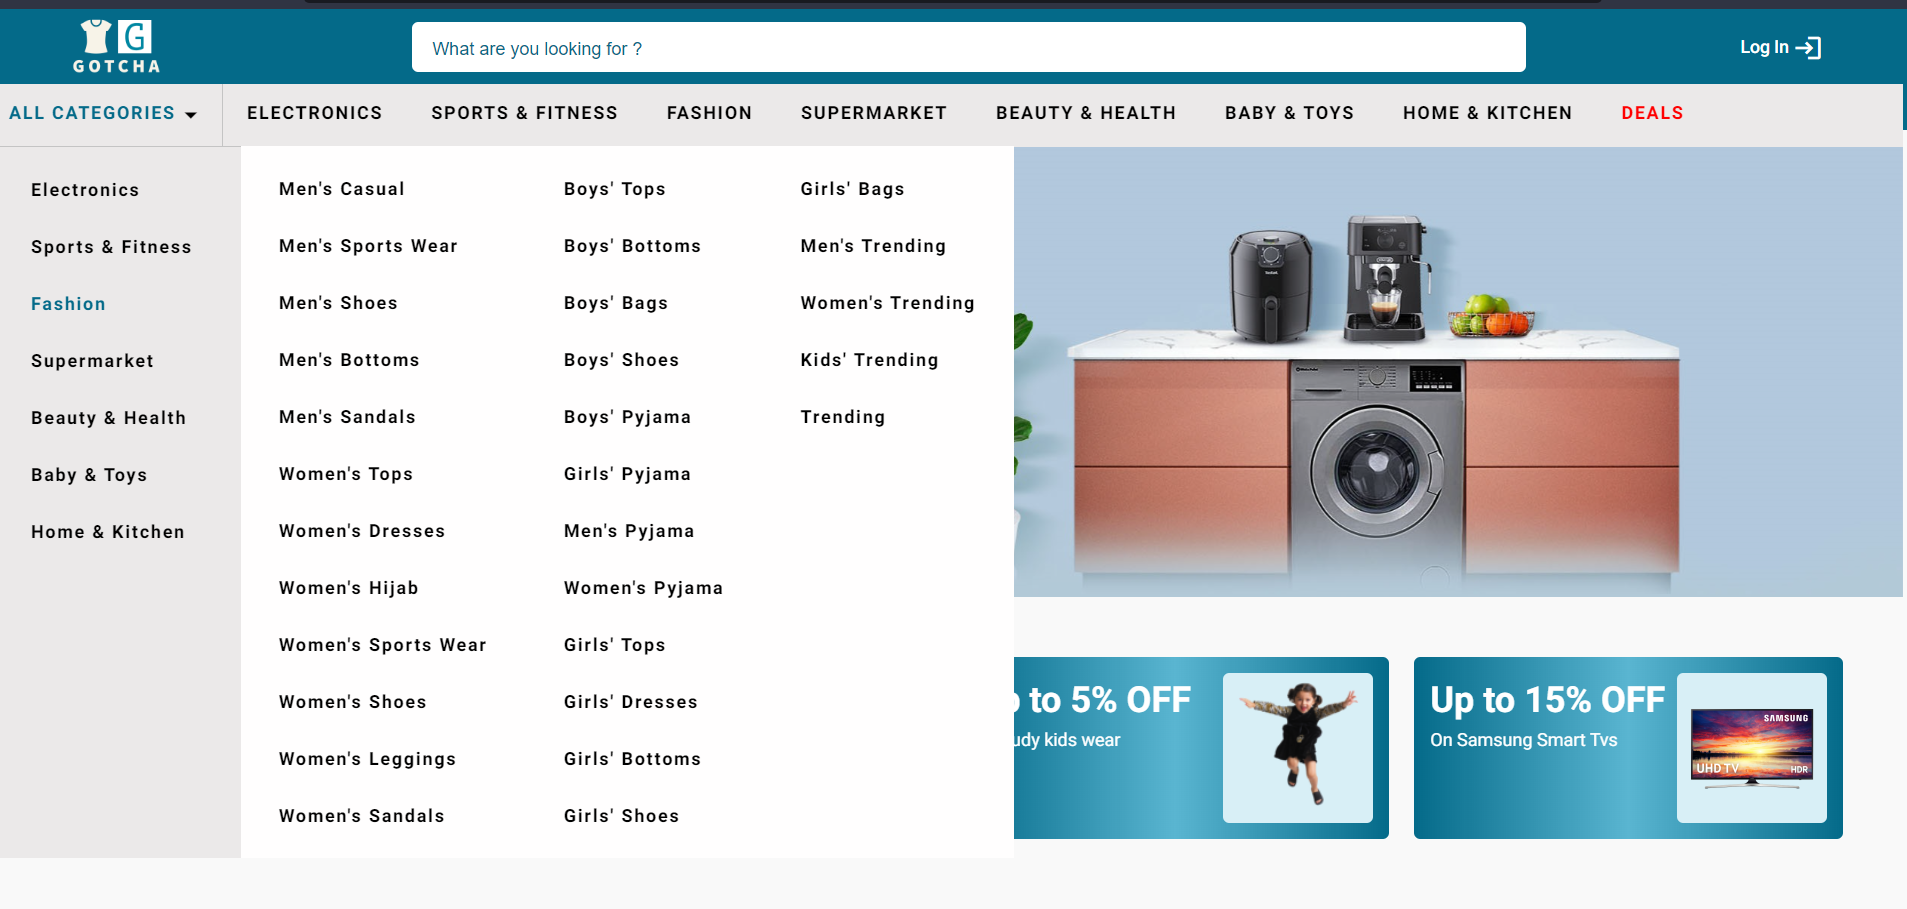 G
GOTCHA
What are you looking for ?
Log In
ALL CATEGORIES
ELECTRONICS
SPORTS & FITNESS
FASHION
SUPERMARKET
BEAUTY & HEALTH
BABY & TOYS
HOME & KITCHEN
DEALS
Electronics
Sports & Fitness
Fashion
Supermarket
Beauty & Health
Baby & Toys
Home & Kitchen
Men's Casual
Men's Sports Wear
Men's Shoes
Men's Bottoms
Men's Sandals
Women's Tops
Women's Dresses
Women's Hijab
Women's Sports Wear
Women's Shoes
Women's Leggings
Women's Sandals
Boys' Tops
Boys' Bottoms
Boys' Bags
Boys' Shoes
Boys' Pyjama
Girls' Pyjama
Men's Pyjama
Women's Pyjama
Girls' Tops
Girls' Dresses
Girls' Bottoms
Girls' Shoes
Girls' Bags
Men's Trending
Women's Trending
Kids' Trending
Trending
to 5% OFF
kids wear
Up to 15% OFF
On Samsung Smart Tvs
SAMSUNG
UHD TV
HDR